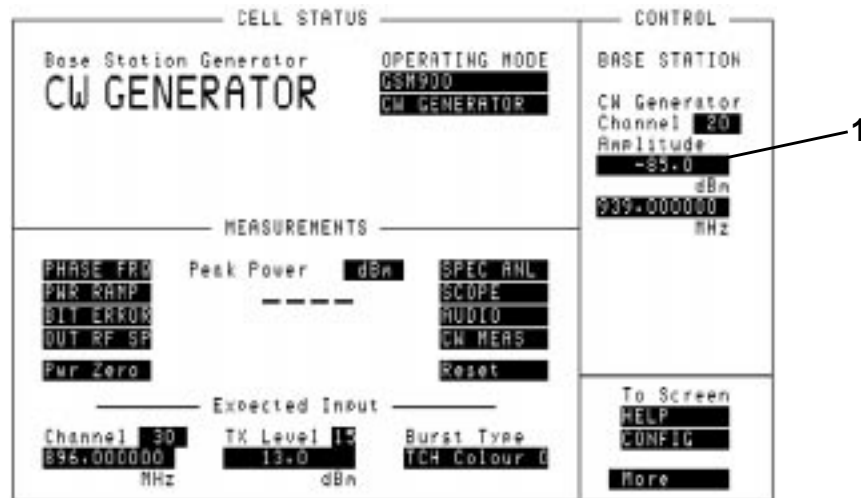 CELL STATUS
Base Station Generator
CW GENERATOR
OPERATING MODE
GSM900
CW GENERATOR
CONTROL
BASE STATION
CW Generator
Channel 20
Amplitude
-85.0
dBm
939.000000
MHz
1
MEASUREMENTS
PHASE FRQ
PWR RAMP
BIT ERROR
OUT RF SP
Pwr Zero
Peak Power dBm
----
SPEC ANL
SCOPE
AUDIO
CW MEAS
Reset
Expected Input
Channel 30
896.000000
MHz
TX Level 15
13.0
dBm
Burst Type
TCH Colour 0
To Screen
HELP
CONFIG
More